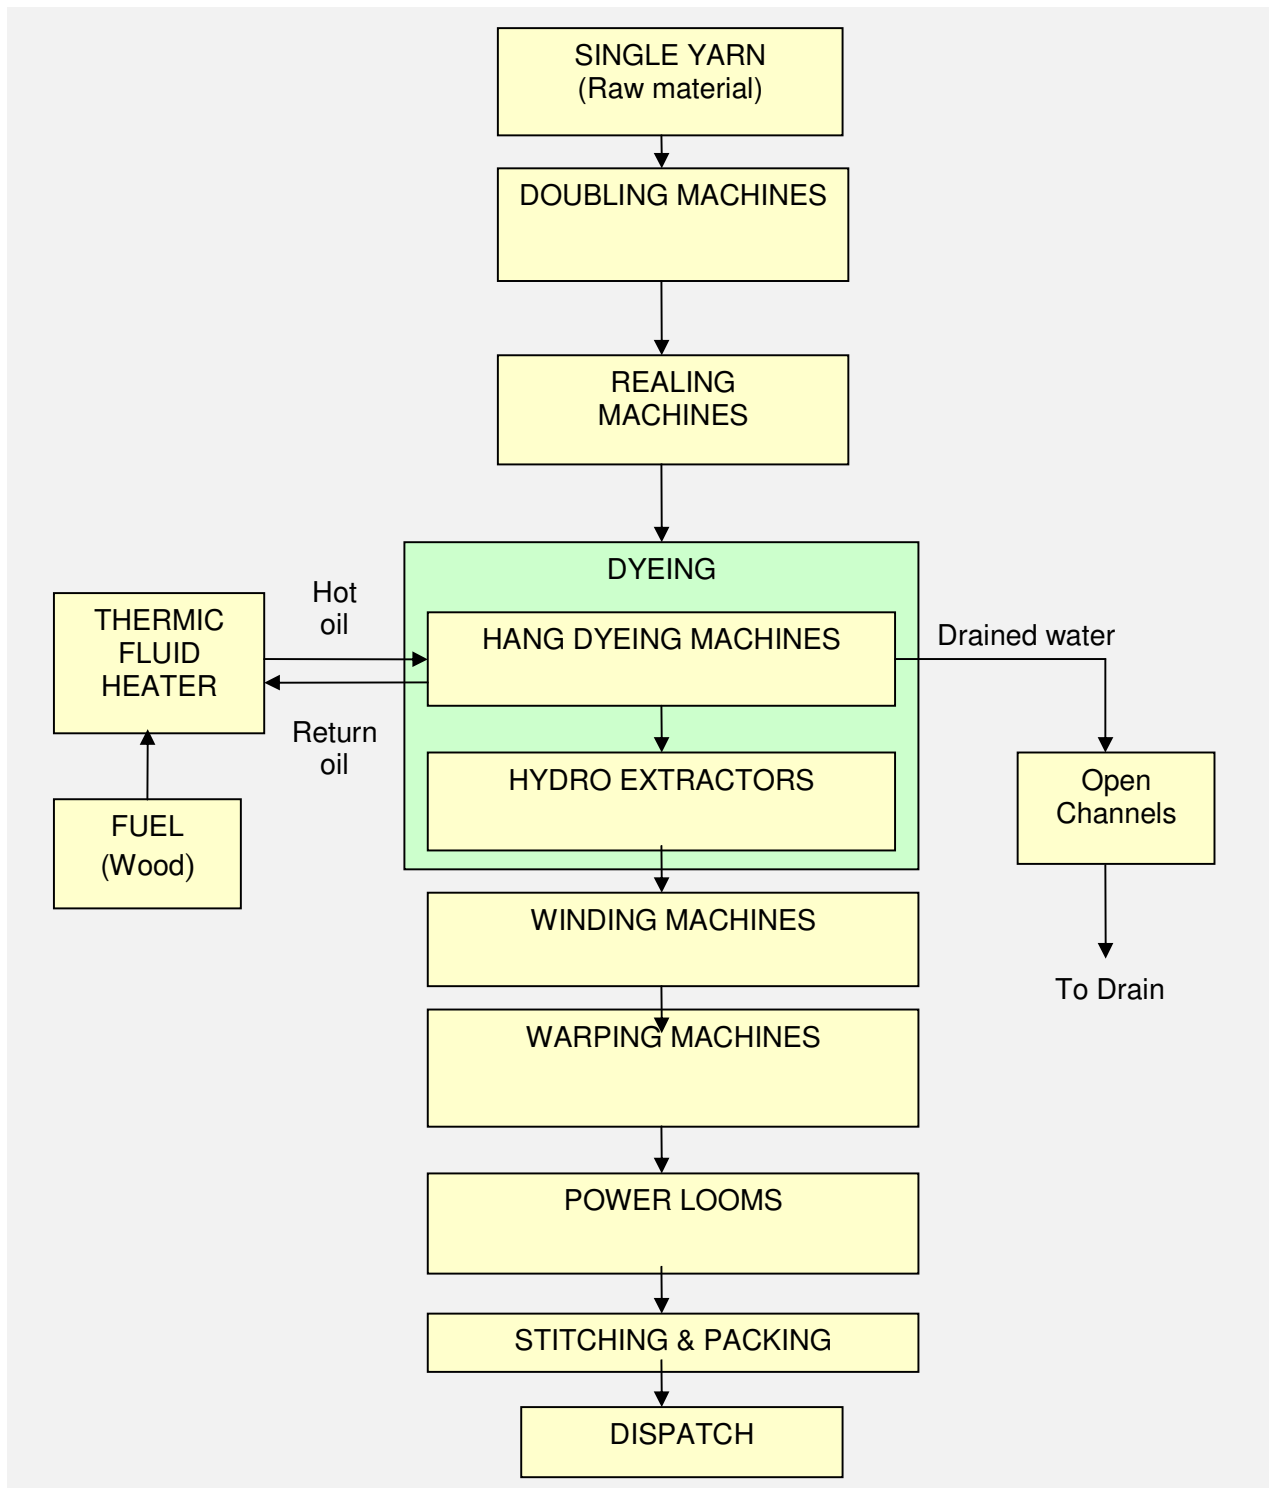 SINGLE YARN
(Raw material)
DOUBLING MACHINES
REALING
MACHINES
DYEING
Hot
oil
THERMIC
FLUID
HEATER
HANG DYEING MACHINES
Drained water
Return
oil
HYDRO EXTRACTORS
Open
Channels
FUEL
(Wood)
WINDING MACHINES
To Drain
WARPING MACHINES
POWER LOOMS
STITCHING & PACKING
DISPATCH